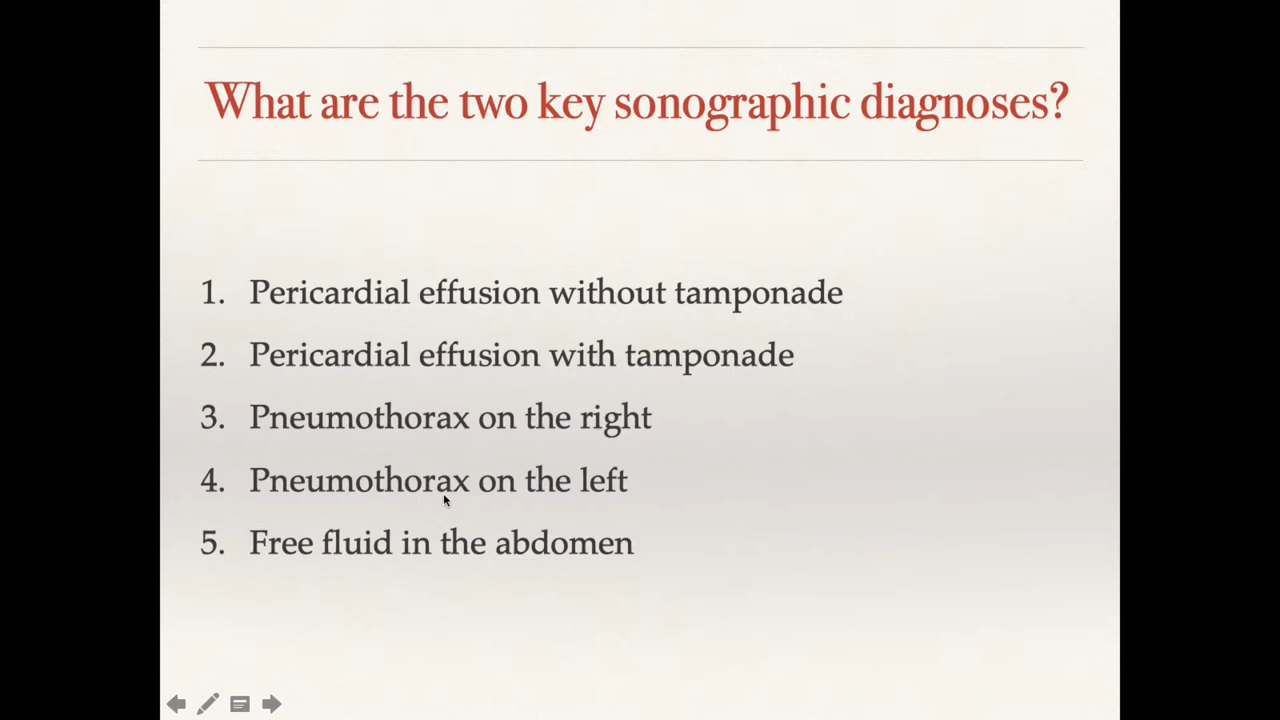 What are the two key sonographic diagnoses?
1. Pericardial effusion without tamponade
2. Pericardial effusion with tamponade
3. Pneumothorax on the right
4. Pneumothorax on the left
5. Free fluid in the abdomen